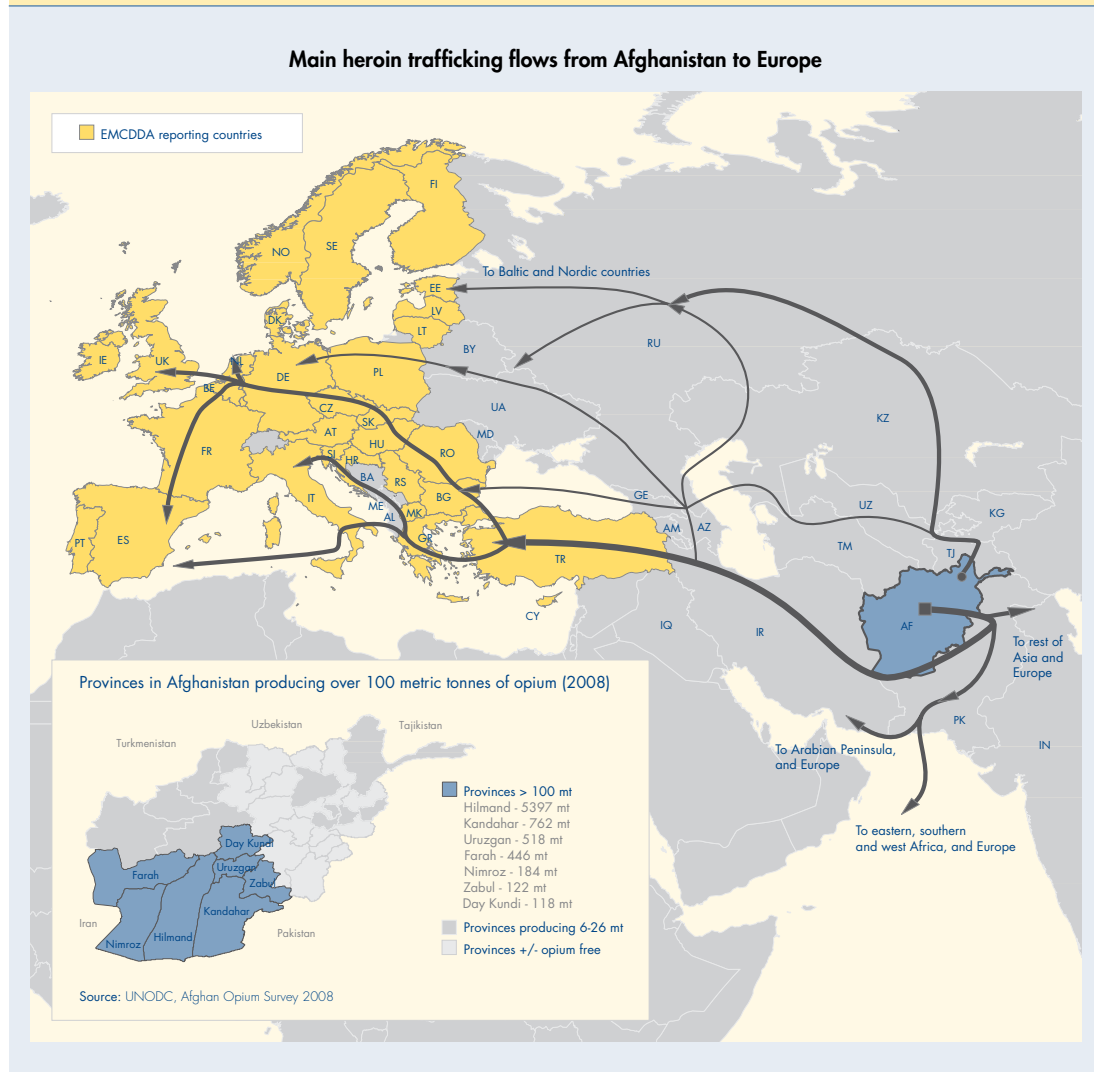 Main heroin trafficking flows from Afghanistan to Europe
EMCDDA reporting countries
FI
NO
SE
To Baltic and Nordic countries
EE
LV
DK
LT
RU
BY
IE
UK
NL
DE
PL
BE
CZ
UA
KZ
SK
AT
MD
HU
FR
SI
HR
RO
BA
RS
IT
BG
GE
UZ
KG
ME
AL
MK
AM
AZ
PT
ES
GR
TR
TM
TJ
CY
IQ
IR
AF
To rest of
Asia and
Europe
PK
IN
To Arabian Peninsula,
and Europe
To eastern, southern
and west Africa, and Europe
Provinces in Afghanistan producing over 100 metric tonnes of opium (2008)
Uzbekistan
Tajikistan
Turkmenistan
Day Kundi
Uruzgan
Farah
Zabul
Kandahar
Iran
Nimroz
Hilmand
Pakistan
Provinces > 100 mt
Hilmand - 5397 mt
Kandahar - 762 mt
Uruzgan - 518 mt
Farah - 446 mt
Nimroz - 184 mt
Zabul - 122 mt
Day Kundi - 118 mt
Provinces producing 6-26 mt
Provinces +/- opium free
Source: UNODC, Afghan Opium Survey 2008